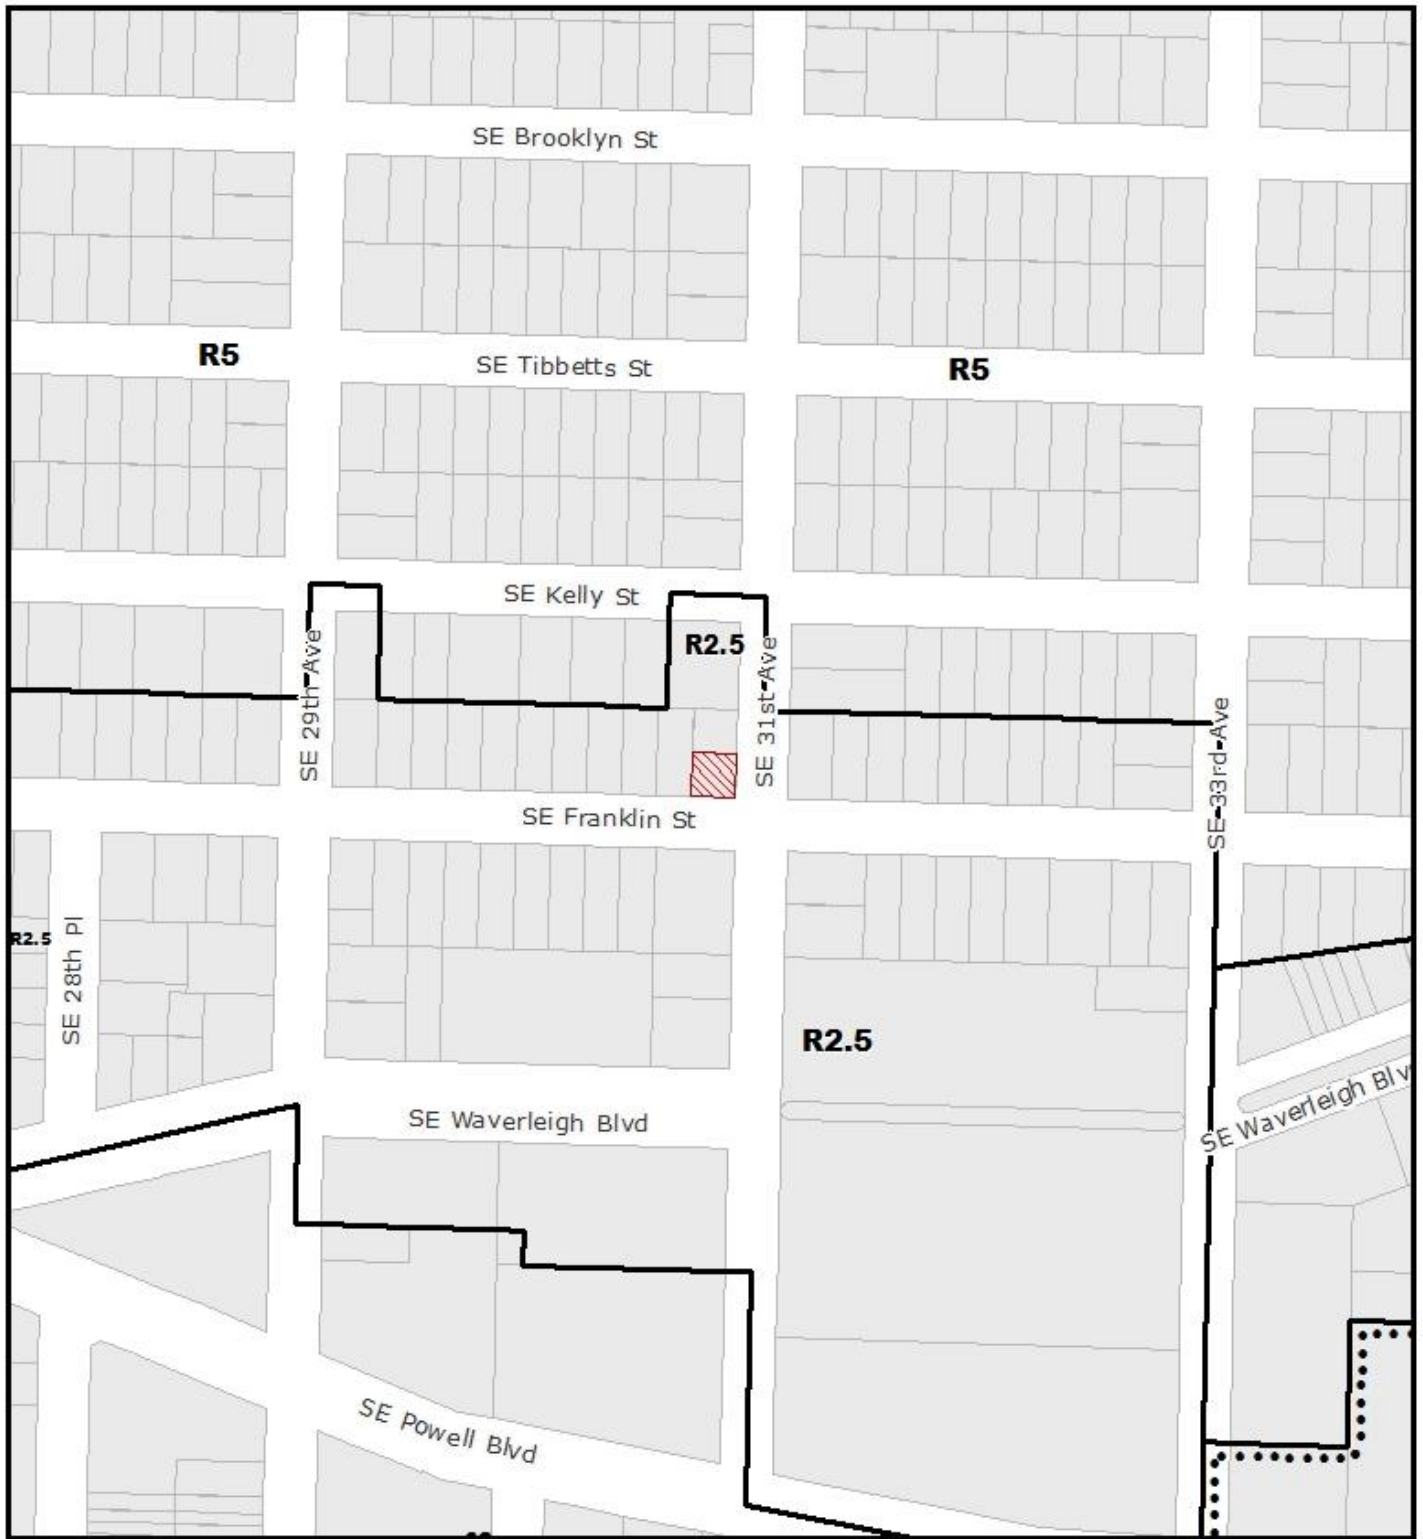 SE Brooklyn St
R5
SE Tibbetts St
R5
SE Kelly St
R2.5
SE 29th Ave
SE 31st Ave
SE 33rd Ave
SE Franklin St
R2.5
SE 28th Pl
R2.5
SE Waverleigh Blvd
SE Waverleigh Blv
SE Powell Blvd